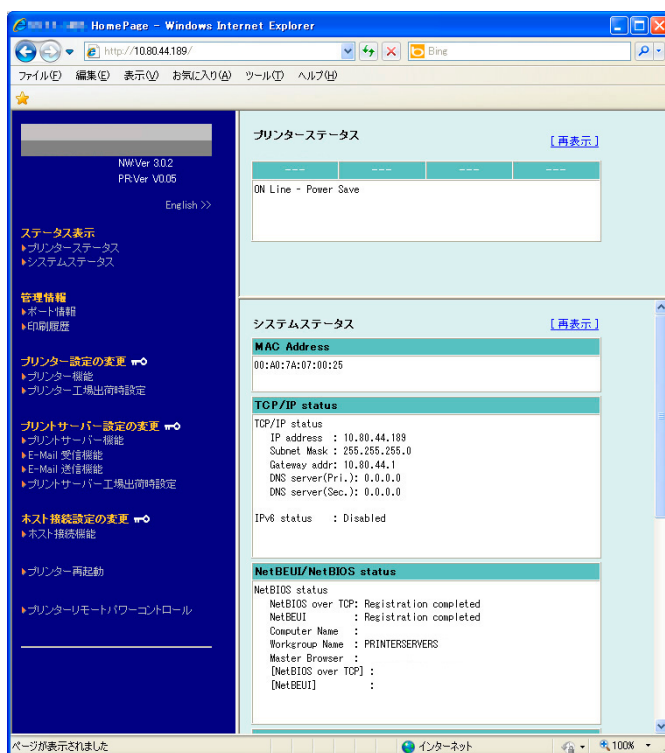 HomePage - Windows Internet Explorer
http://10.80.44.189/
Bing
ファイル(F) 編集(E) 表示(V) お気に入り(A) ツール(T) ヘルプ(H)
NW:Ver 3.0.2
PR:Ver V0.05
English >>
ステータス表示
プリンターステータス
システムステータス
管理情報
ポート情報
印刷履歴
プリンター設定の変更
プリンター機能
プリンター工場出荷時設定
プリントサーバー設定の変更
プリントサーバー機能
E-Mail 受信機能
E-Mail 送信機能
プリントサーバー工場出荷時設定
ホスト接続設定の変更
ホスト接続機能
プリンター再起動
プリンターリモートパワーコントロール
プリンターステータス [再表示]
--- --- --- ---
ON Line - Power Save
システムステータス [再表示]
MAC Address
00:A0:7A:07:00:25
TCP/IP status
TCP/IP status
IP address : 10.80.44.189
Subnet Mask : 255.255.255.0
Gateway addr: 10.80.44.1
DNS server(Pri.): 0.0.0.0
DNS server(Sec.): 0.0.0.0
IPv6 status : Disabled
NetBEUI/NetBIOS status
NetBIOS status
NetBIOS over TCP: Registration completed
NetBEUI : Registration completed
Computer Name :
Workgroup Name : PRINTERSERVERS
Master Browser :
[NetBIOS over TCP] :
[NetBEUI] :
ページが表示されました インターネット 100%